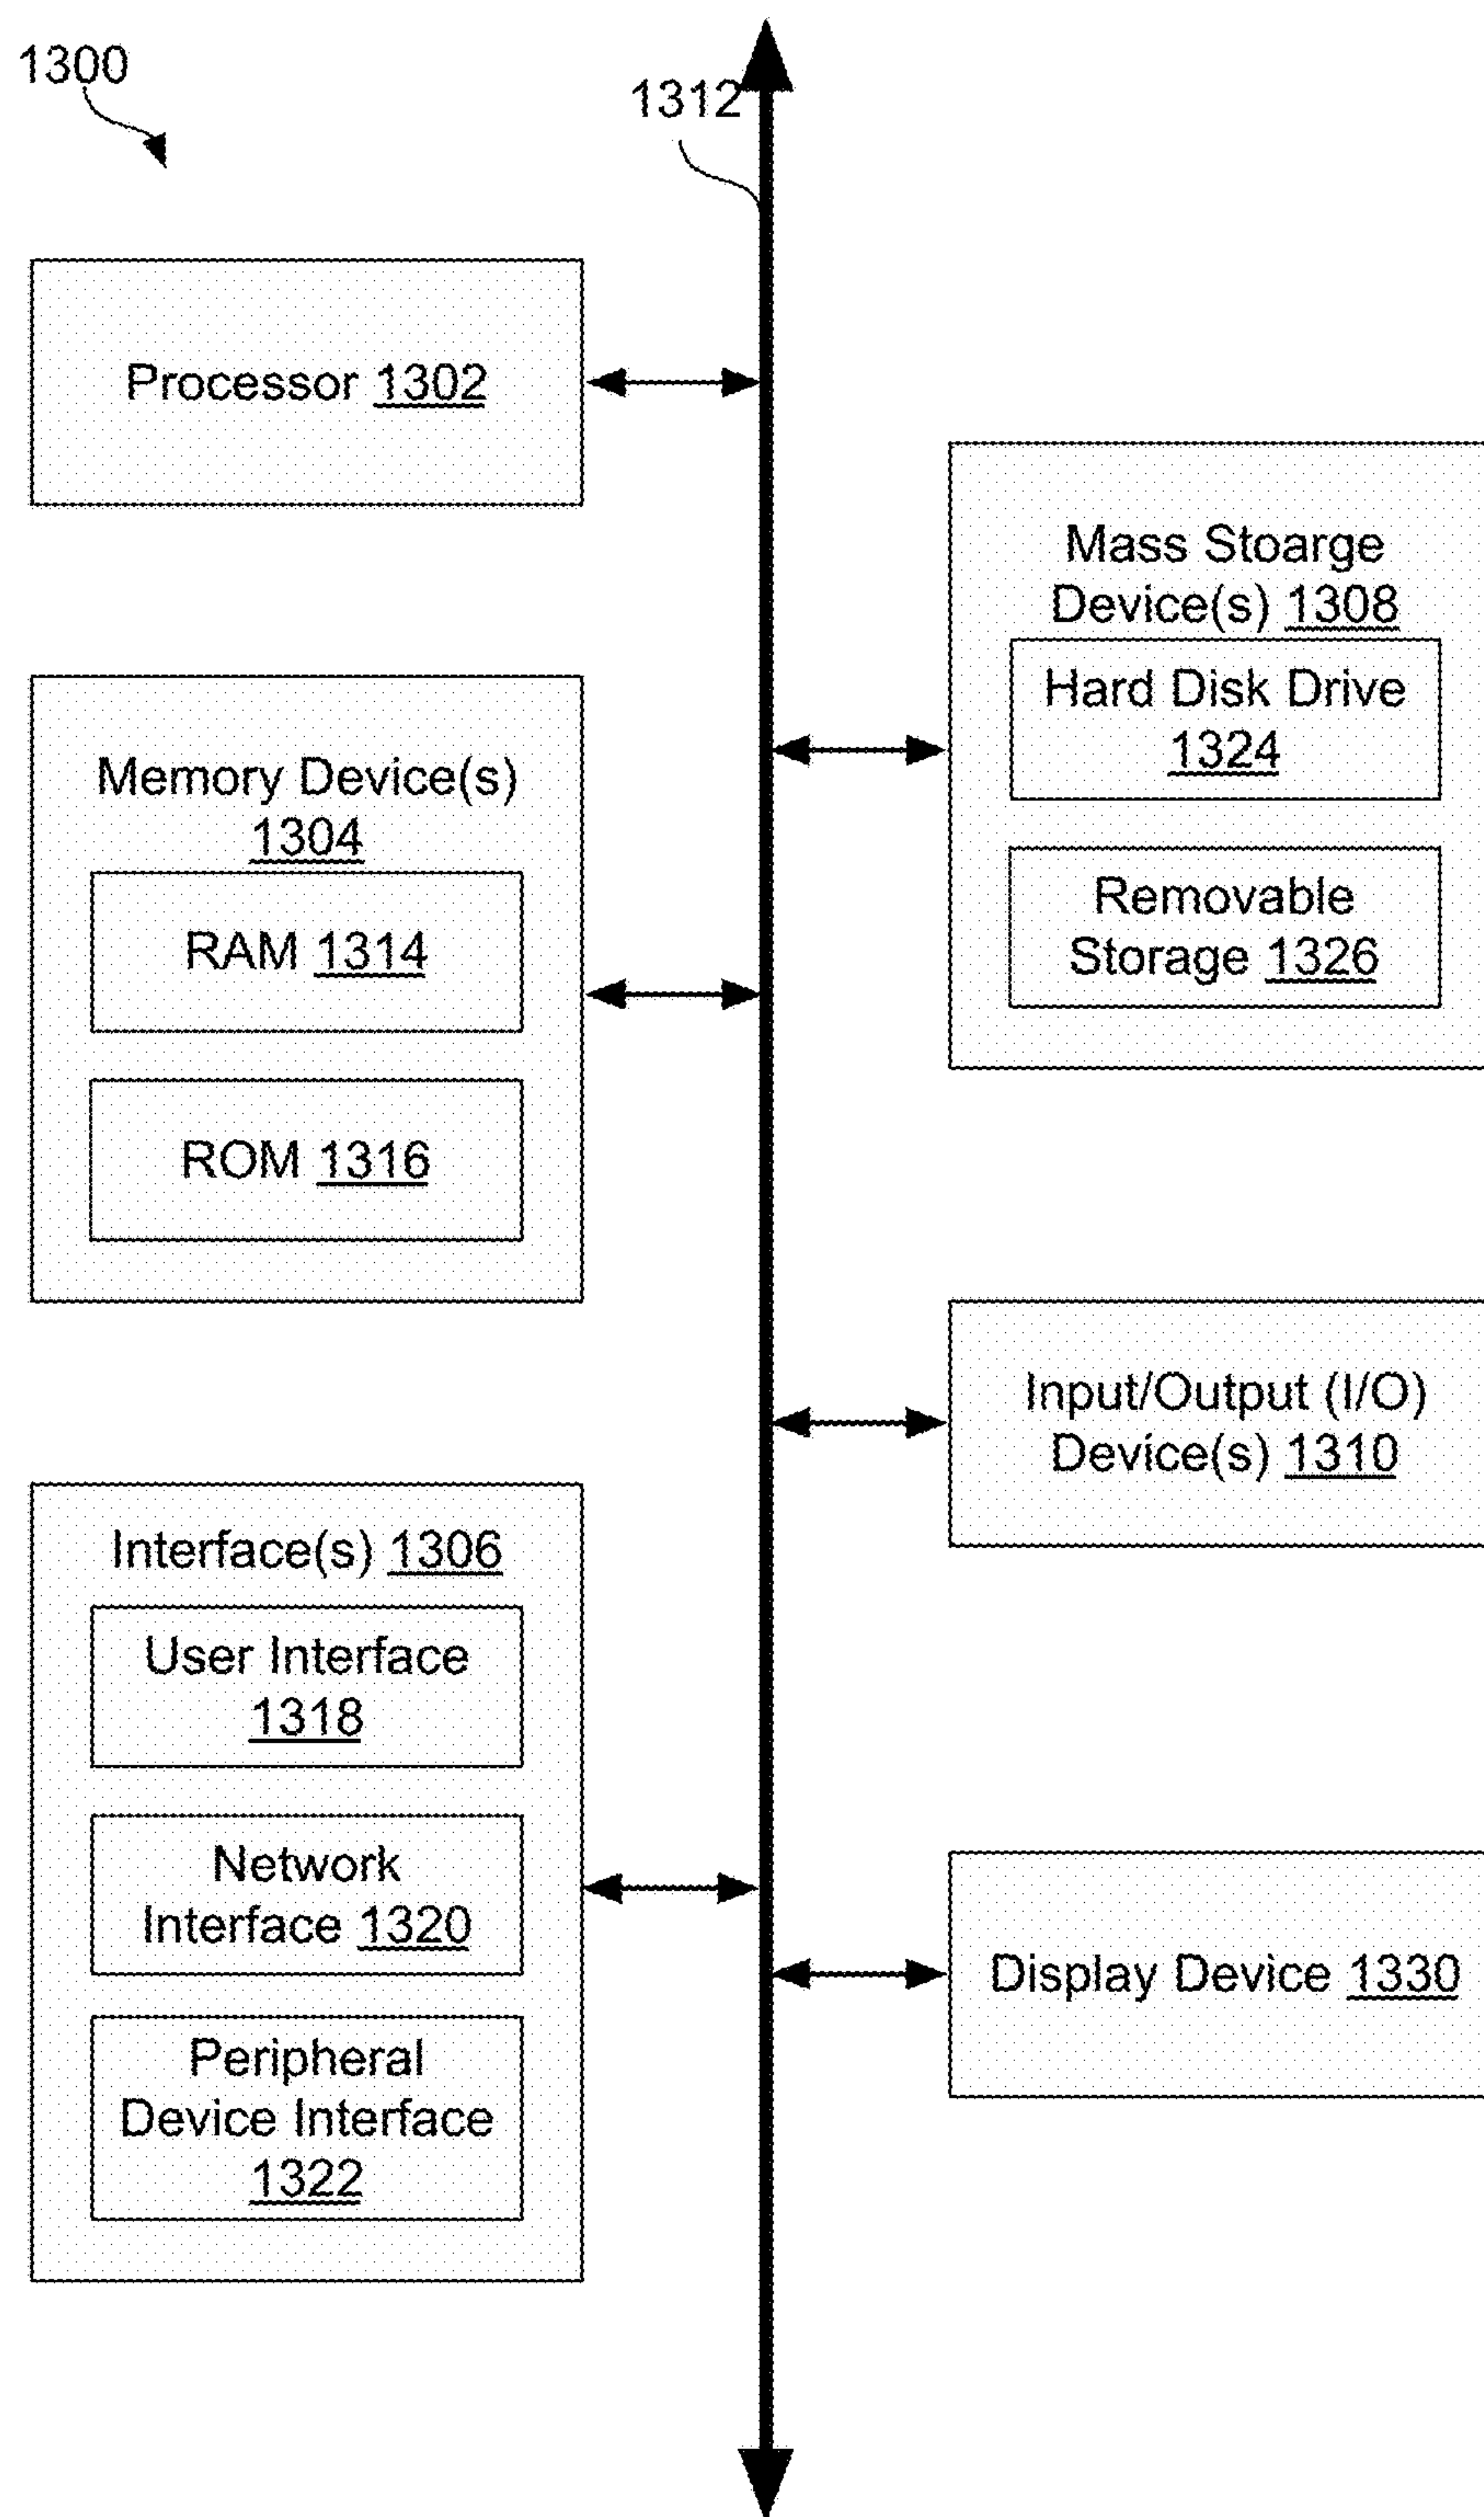 1300
1312
Processor 1302
Memory Device(s)
1304
RAM 1314
ROM 1316
Interface(s) 1306
User Interface
1318
Network
Interface 1320
Peripheral
Device Interface
1322
Mass Stoarge
Device(s) 1308
Hard Disk Drive
1324
Removable
Storage 1326
Input/Output (I/O)
Device(s) 1310
Display Device 1330